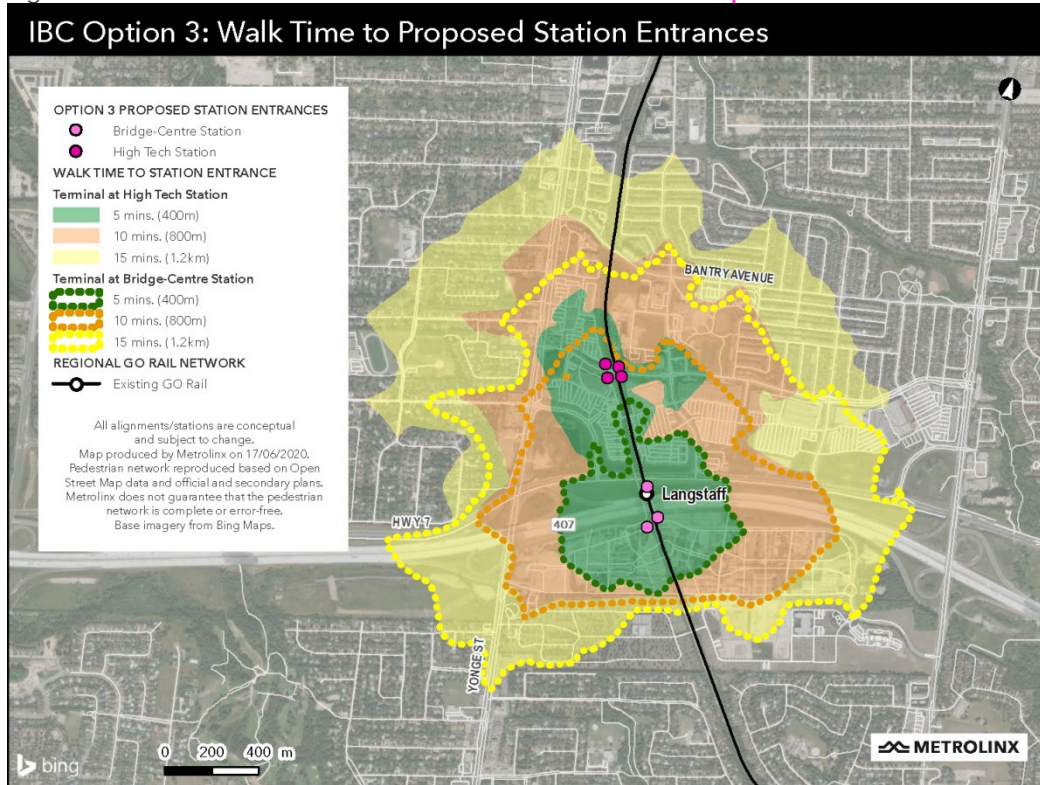 IBC Option 3: Walk Time to Proposed Station Entrances
OPTION 3 PROPOSED STATION ENTRANCES
Bridge-Centre Station
High Tech Station
WALK TIME TO STATION ENTRANCE
Terminal at High Tech Station
5 mins. (400m)
10 mins. (800m)
15 mins. (1.2km)
Terminal at Bridge-Centre Station
5 mins. (400m)
10 mins. (800m)
15 mins. (1.2km)
REGIONAL GO RAIL NETWORK
Existing GO Rail
All alignments/stations are conceptual
and subject to change.
Map produced by Metrolinx on 17/06/2020.
Pedestrian network reproduced based on Open
Street Map data and official and secondary plans.
Metrolinx does not guarantee that the pedestrian
network is complete or error-free.
Base imagery from Bing Maps.
BANTRY AVENUE
Langstaff
HWY 7
407
YONGE ST
0 200 400 m
bing
METROLINX